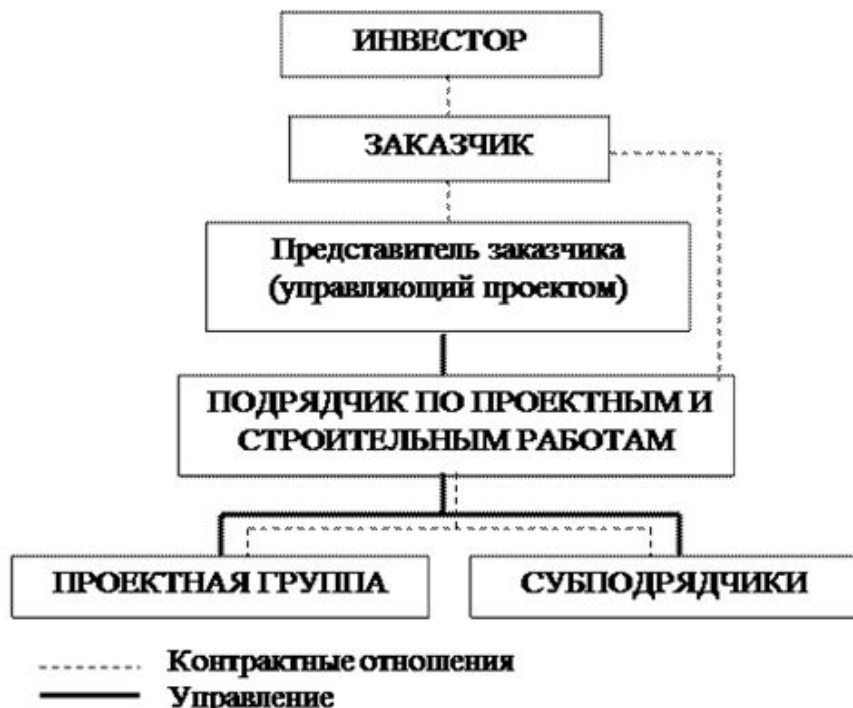 ИНВЕСТОР
ЗАКАЗЧИК
Представитель заказчика
(управляющий проектом)
ПОДРЯДЧИК ПО ПРОЕКТНЫМ И
СТРОИТЕЛЬНЫМ РАБОТАМ
ПРОЕКТНАЯ ГРУППА
СУБПОДРЯДЧИКИ
Контрактные отношения
Управление